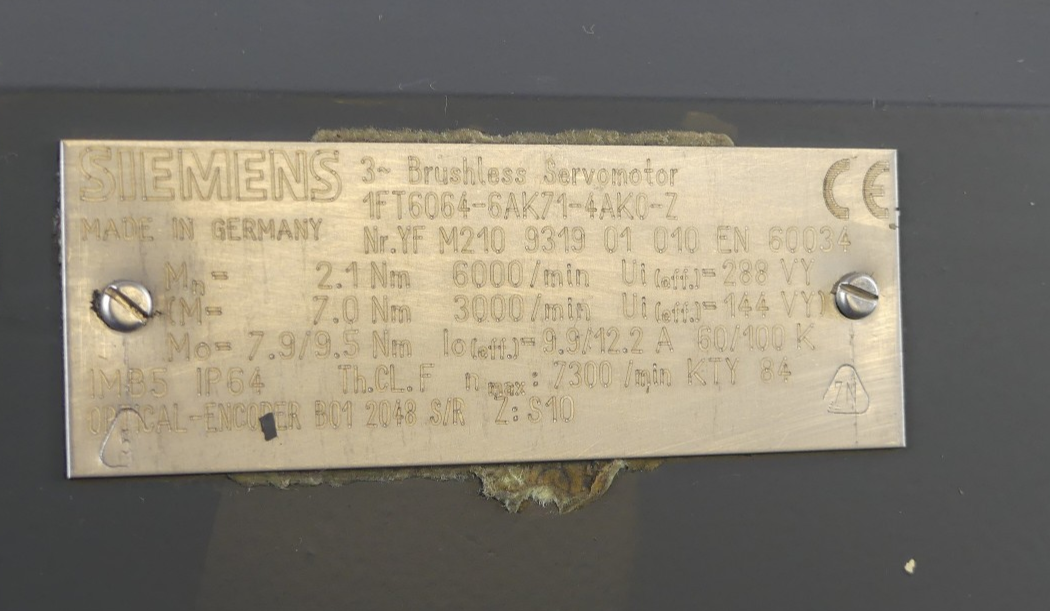 SIEMENS 3~ Brushless Servomotor
1FT6064-6AK71-4AK0-Z
MADE IN GERMANY Nr.YF M210 9319 01 010 EN 60034
CE
Mn= 2.1 Nm 6000/min Ui(eff.)=288 VY
(M= 7.0 Nm 3000/min Ui(eff.)=144 VY)
Mo= 7.9/9.5 Nm Io(eff.)=9.9/12.2 A 60/100 K
IMB5 IP64 Th.CL.F nmax: 7300 /min KTY 84
OPTICAL-ENCODER B01 2048 S/R Z: S10
ZN